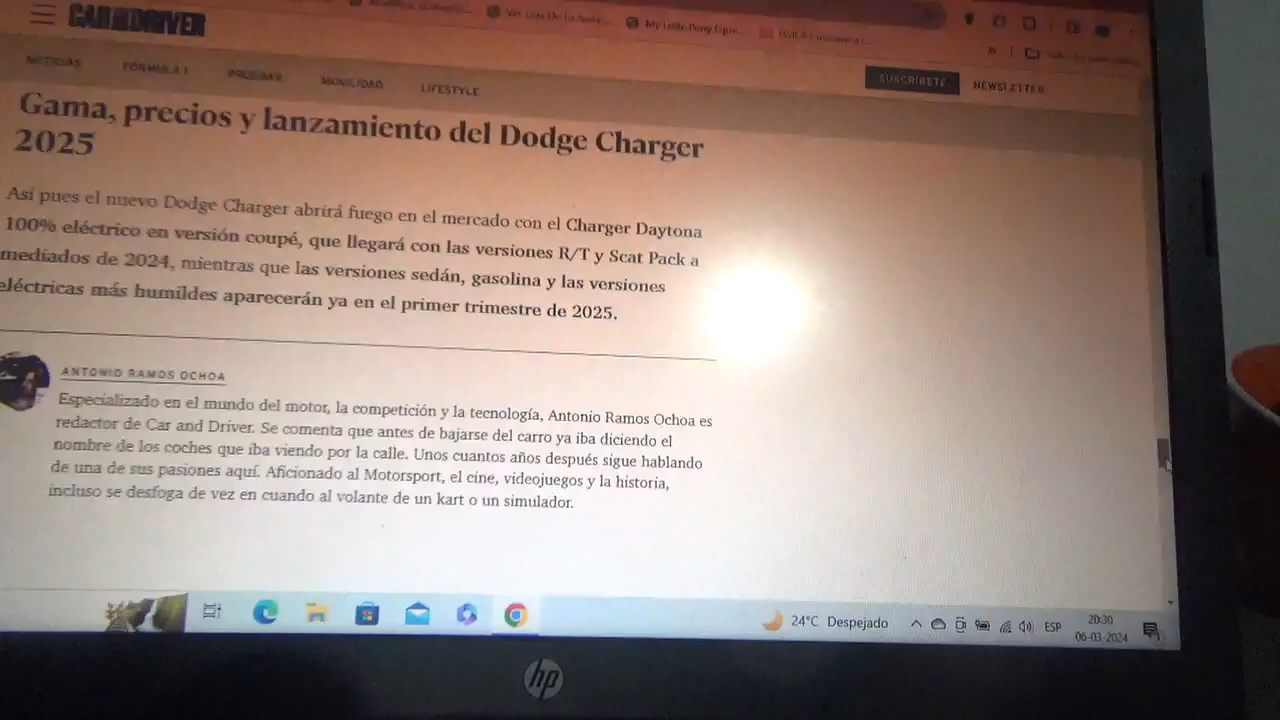 CAR AND DRIVER
My Little Pony Figu...
NOTICIAS FÓRMULA 1 PRUEBAS MOVILIDAD LIFESTYLE SUSCRÍBETE NEWSLETTER
Gama, precios y lanzamiento del Dodge Charger
2025
Así pues el nuevo Dodge Charger abrirá fuego en el mercado con el Charger Daytona
100% eléctrico en versión coupé, que llegará con las versiones R/T y Scat Pack a
mediados de 2024, mientras que las versiones sedán, gasolina y las versiones
eléctricas más humildes aparecerán ya en el primer trimestre de 2025.
ANTONIO RAMOS OCHOA
Especializado en el mundo del motor, la competición y la tecnología, Antonio Ramos Ochoa es
redactor de Car and Driver. Se comenta que antes de bajarse del carro ya iba diciendo el
nombre de los coches que iba viendo por la calle. Unos cuantos años después sigue hablando
de una de sus pasiones aquí. Aficionado al Motorsport, el cine, videojuegos y la historia,
incluso se desfoga de vez en cuando al volante de un kart o un simulador.
24°C Despejado ESP 20:30
06-03-2024
hp